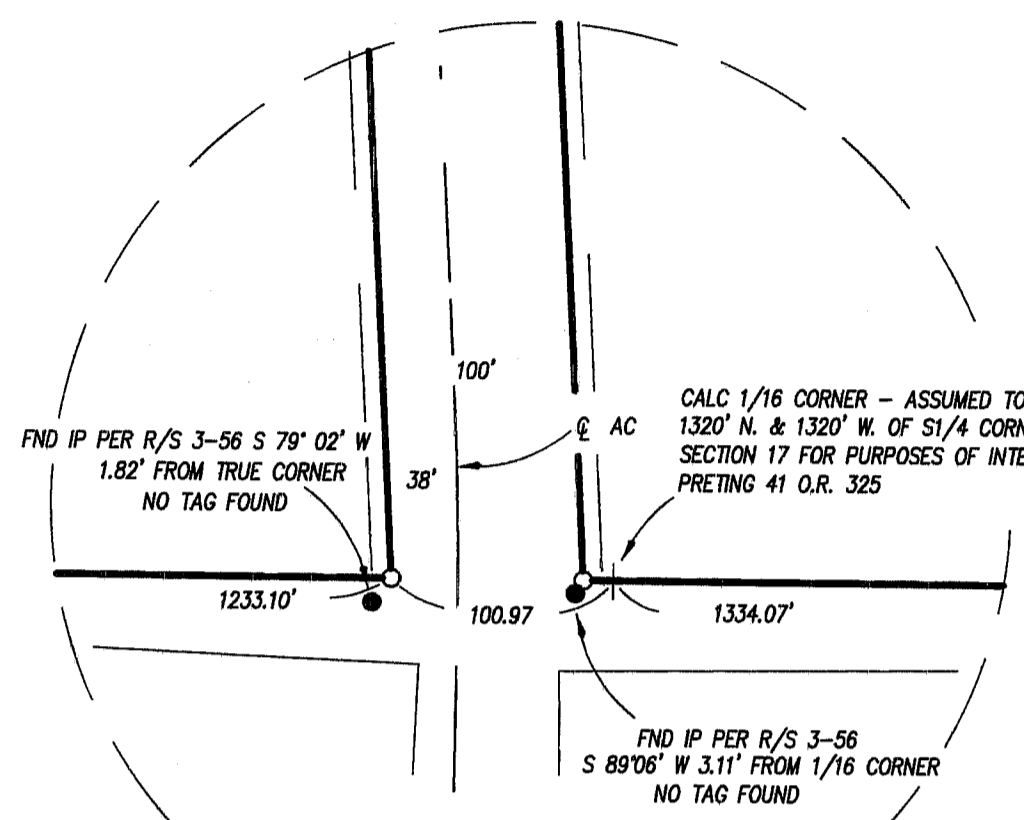 100'
℄ AC
CALC 1/16 CORNER – ASSUMED TO
1320' N. & 1320' W. OF S1/4 CORN
SECTION 17 FOR PURPOSES OF INTE
PRETING 41 O.R. 325
FND IP PER R/S 3-56 S 79° 02' W
1.82' FROM TRUE CORNER
NO TAG FOUND
38'
1233.10'
100.97
1334.07'
FND IP PER R/S 3-56
S 89°06' W 3.11' FROM 1/16 CORNER
NO TAG FOUND